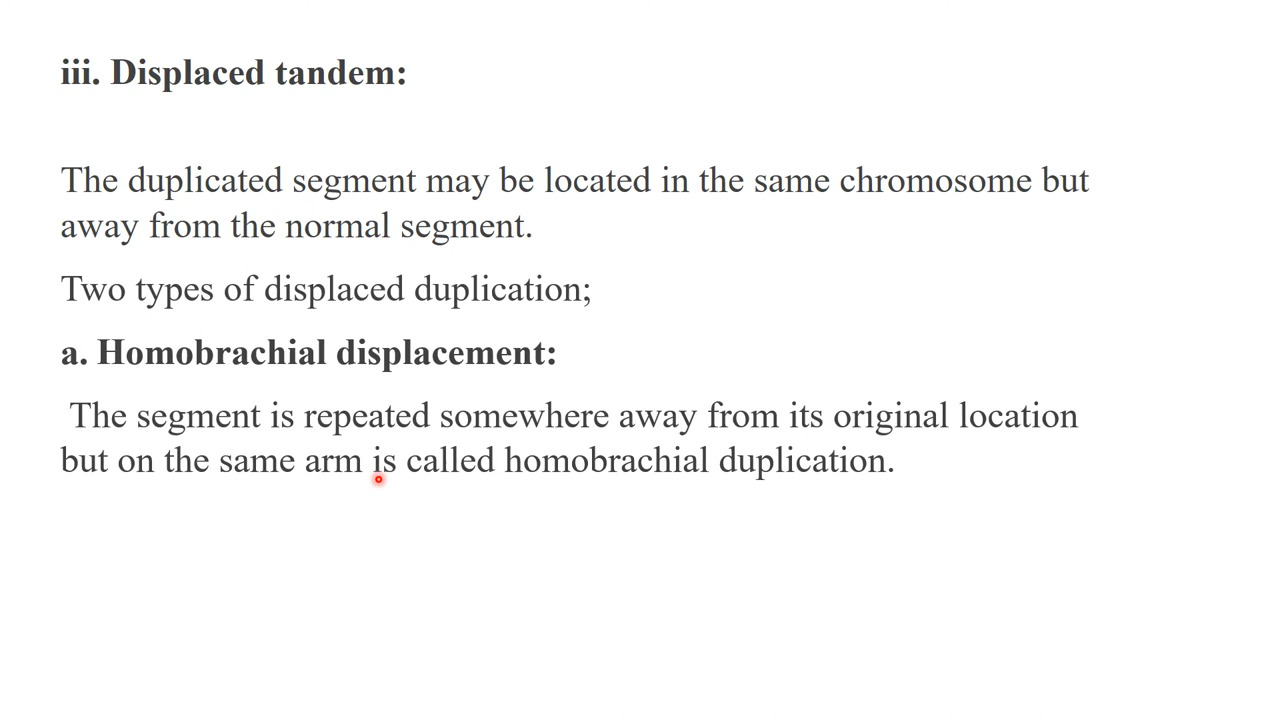 iii. Displaced tandem:
The duplicated segment may be located in the same chromosome but
away from the normal segment.
Two types of displaced duplication;
a. Homobrachial displacement:
The segment is repeated somewhere away from its original location
but on the same arm is called homobrachial duplication.